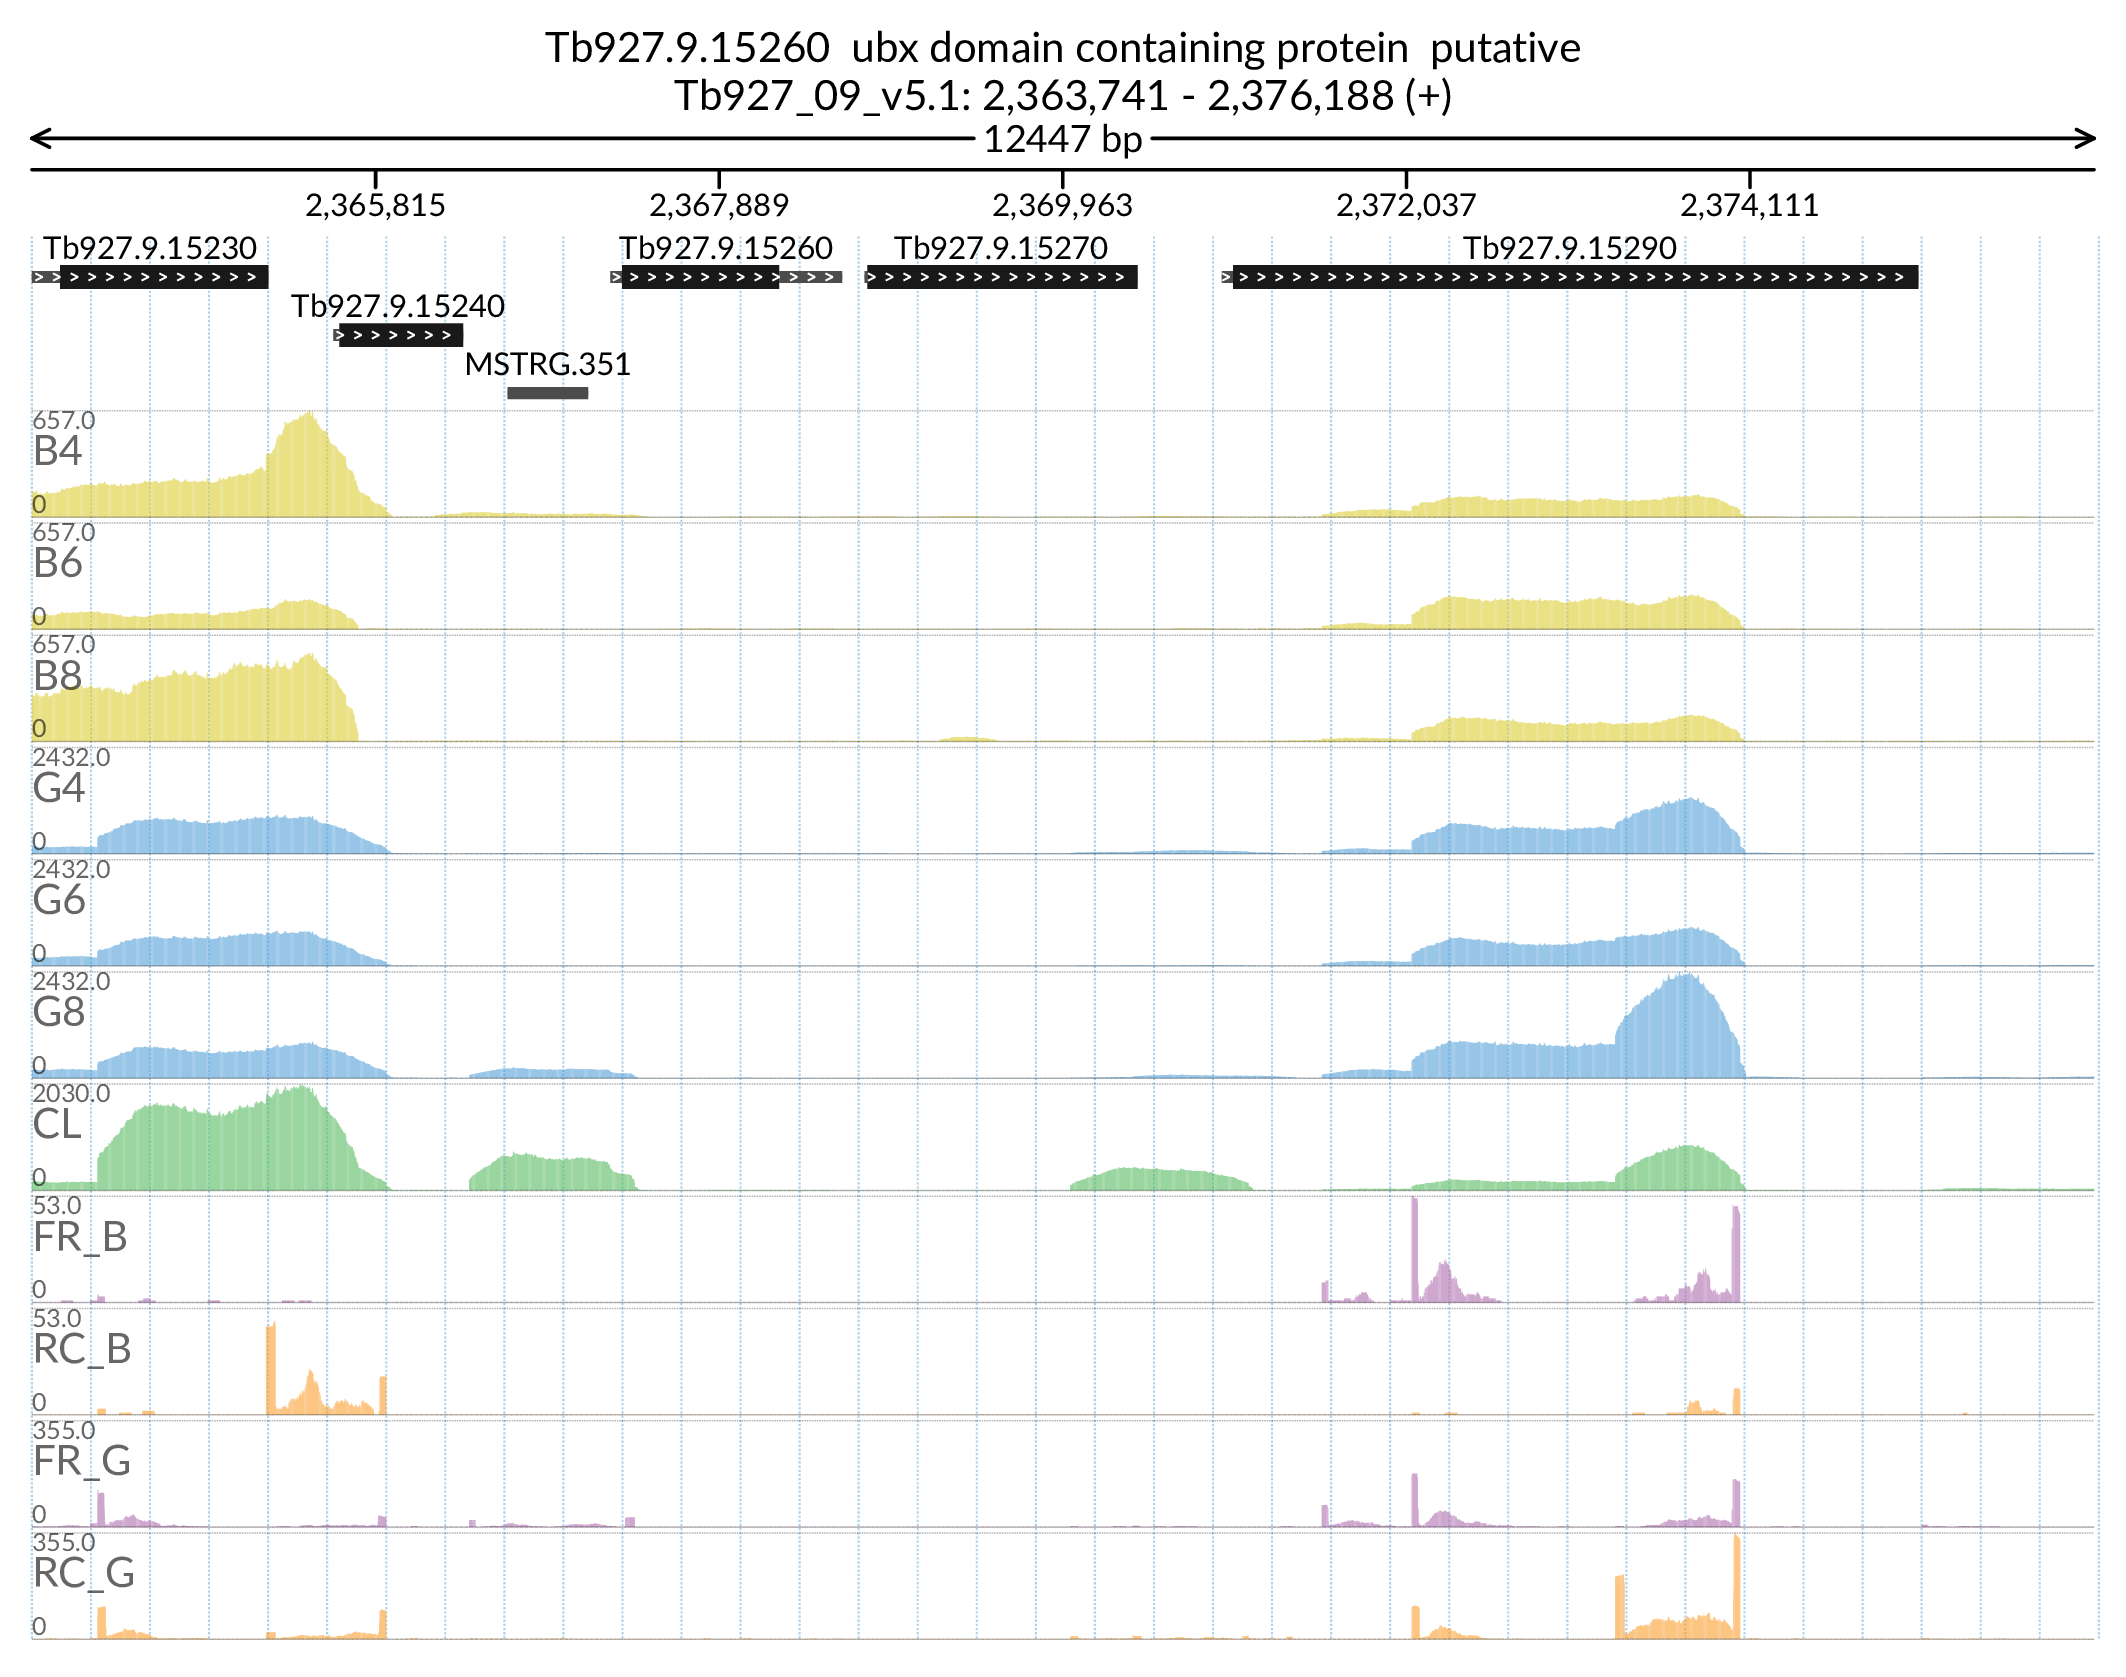 Tb927.9.15260  ubx domain containing protein  putative
Tb927_09_v5.1: 2,363,741 - 2,376,188 (+)
12447 bp
2,365,815 2,367,889 2,369,963 2,372,037 2,374,111
Tb927.9.15230 Tb927.9.15260 Tb927.9.15270 Tb927.9.15290
Tb927.9.15240
MSTRG.351
657.0
B4
0
657.0
B6
0
657.0
B8
0
2432.0
G4
0
2432.0
G6
0
2432.0
G8
0
2030.0
CL
0
53.0
FR_B
0
53.0
RC_B
0
355.0
FR_G
0
355.0
RC_G
0